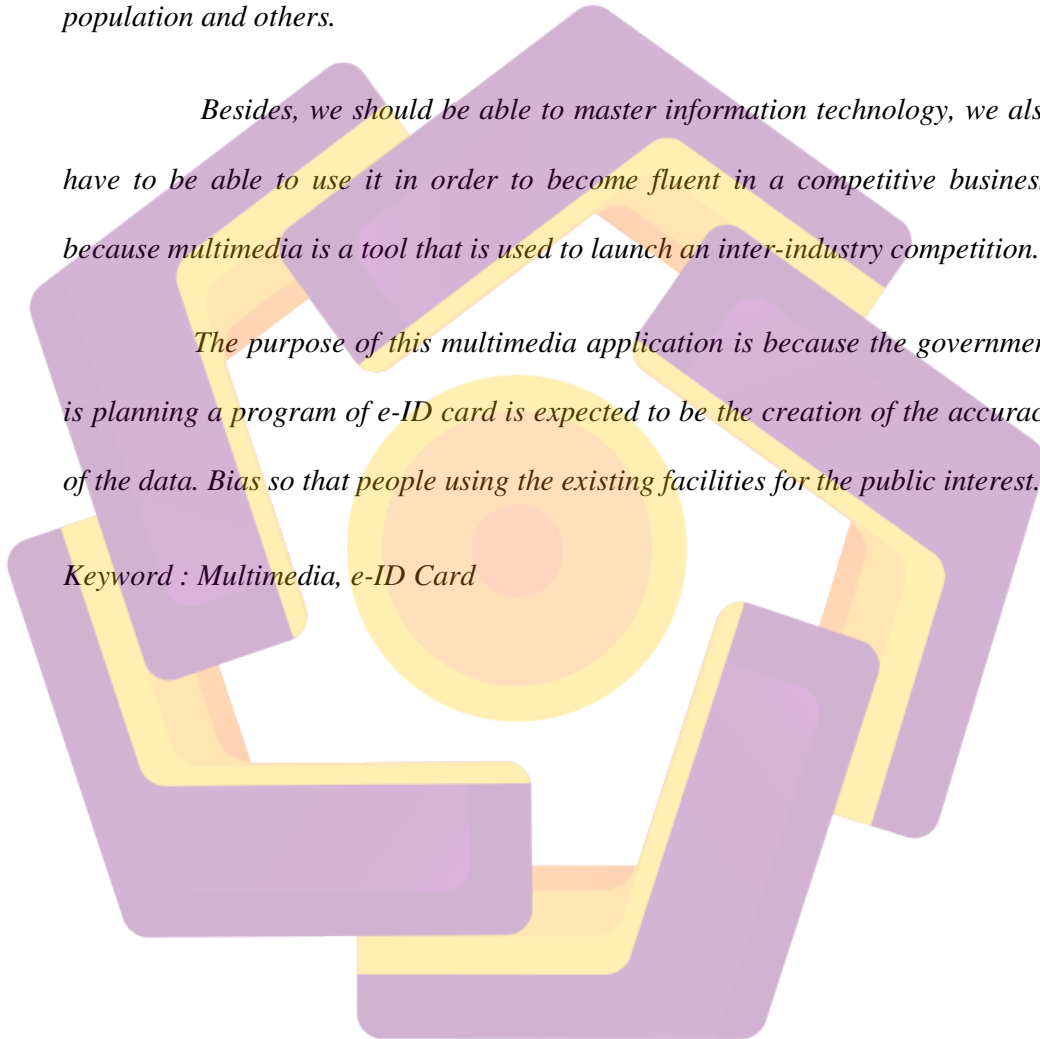 population and others.
Besides, we should be able to master information technology, we als
have to be able to use it in order to become fluent in a competitive busines
because multimedia is a tool that is used to launch an inter-industry competition.
The purpose of this multimedia application is because the governmen
is planning a program of e-ID card is expected to be the creation of the accurac
of the data. Bias so that people using the existing facilities for the public interest.
Keyword : Multimedia, e-ID Card